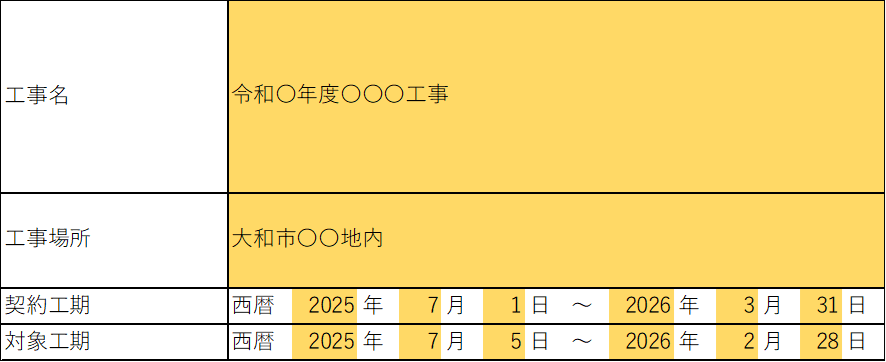 工事名 令和〇年度〇〇〇工事
工事場所 大和市〇〇地内
契約工期 西暦 2025 年 7 月 1 日 ～ 2026 年 3 月 31 日
対象工期 西暦 2025 年 7 月 5 日 ～ 2026 年 2 月 28 日